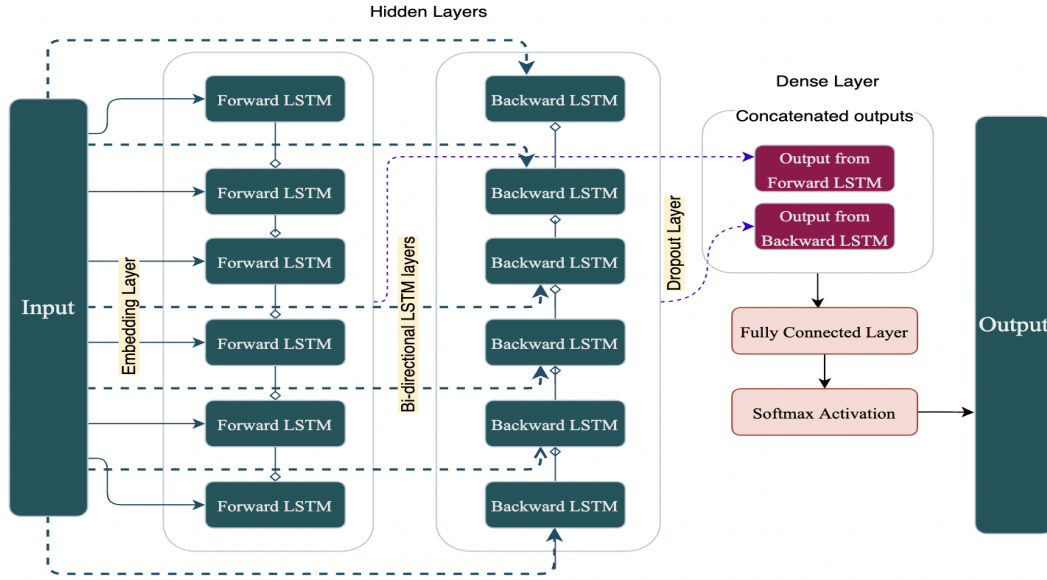 Hidden Layers
Input
Embedding Layer
Forward LSTM
Forward LSTM
Forward LSTM
Forward LSTM
Forward LSTM
Forward LSTM
Bi-directional LSTM layers
Backward LSTM
Backward LSTM
Backward LSTM
Backward LSTM
Backward LSTM
Backward LSTM
Dropout Layer
Dense Layer
Concatenated outputs
Output from
Forward LSTM
Output from
Backward LSTM
Fully Connected Layer
Softmax Activation
Output